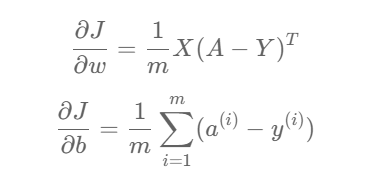 ∂J/∂w = 1/m X(A − Y)^T
∂J/∂b = 1/m ∑_{i=1}^{m} (a^{(i)} − y^{(i)})